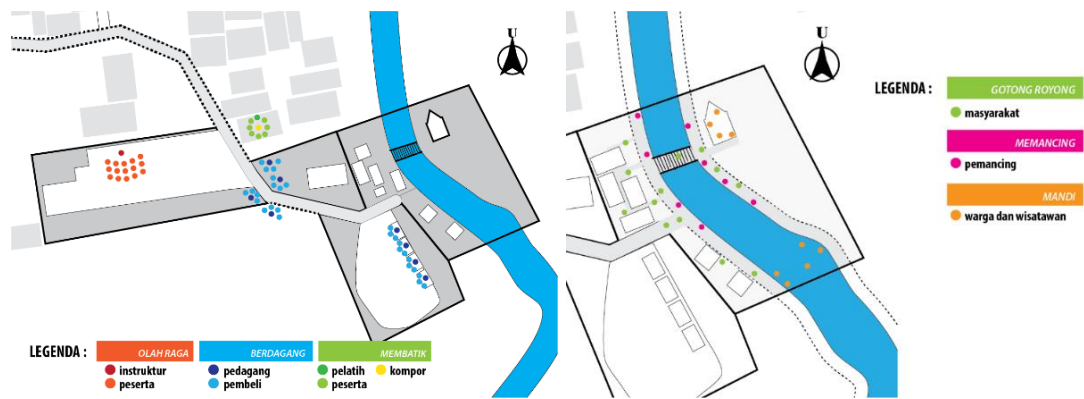 U
LEGENDA :
OLAH RAGA
instruktur
peserta
BERDAGANG
pedagang
pembeli
MEMBATIK
pelatih
kompor
peserta
U
LEGENDA :
GOTONG ROYONG
masyarakat
MEMANCING
pemancing
MANDI
warga dan wisatawan